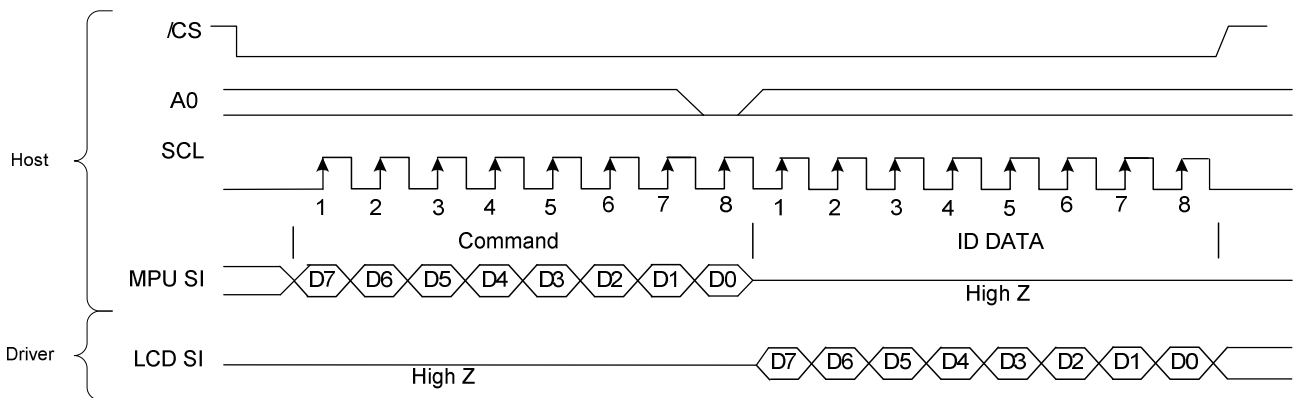 /CS
A0
SCL
Host
1 2 3 4 5 6 7 8 1 2 3 4 5 6 7 8
Command ID DATA
MPU SI D7 D6 D5 D4 D3 D2 D1 D0
High Z
Driver
LCD SI D7 D6 D5 D4 D3 D2 D1 D0
High Z